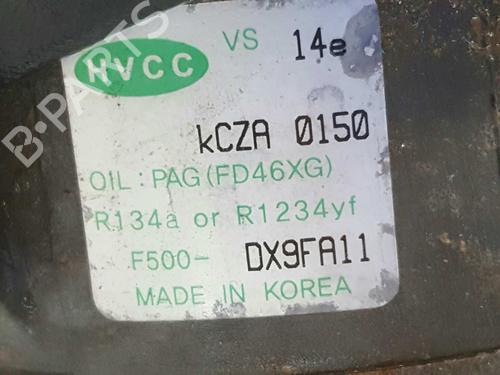 HVCC VS 14e
kCZA 0150
OIL : PAG(FD46XG)
R134a or R1234yf
F500- DX9FA11
MADE IN KOREA
B-PARTS